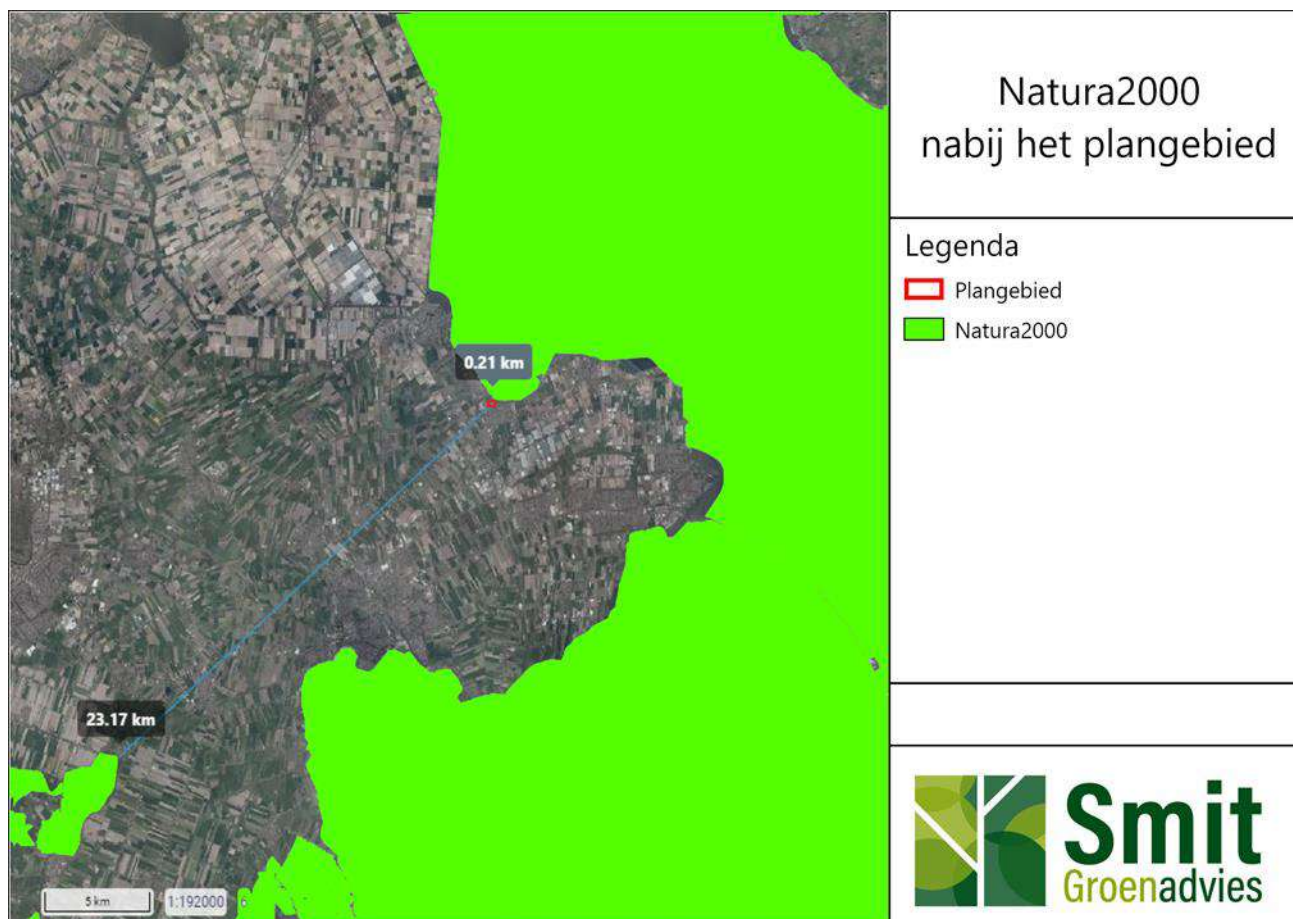 Natura2000
nabij het plangebied
Legenda
Plangebied
Natura2000
0.21 km
23.17 km
5 km
1:192000
6
Smit
Groenadvies